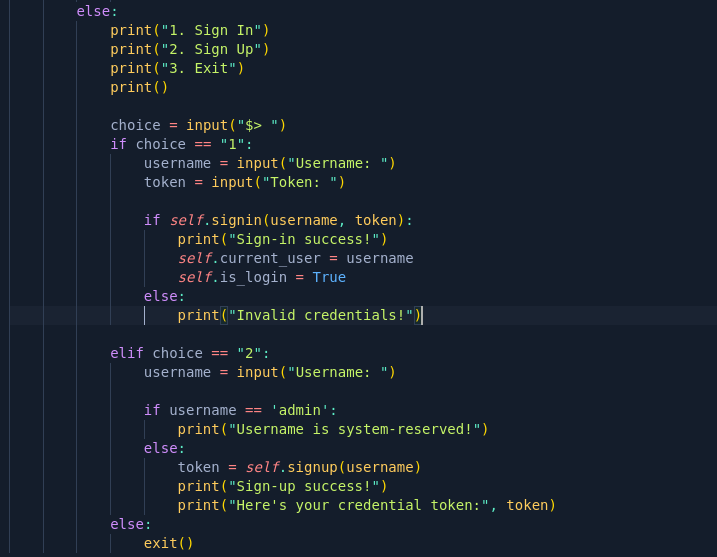 else:
print("1. Sign In")
print("2. Sign Up")
print("3. Exit")
print()
choice = input("$> ")
if choice == "1":
username = input("Username: ")
token = input("Token: ")
if self.signin(username, token):
print("Sign-in success!")
self.current_user = username
self.is_login = True
else:
print("Invalid credentials!")
elif choice == "2":
username = input("Username: ")
if username == 'admin':
print("Username is system-reserved!")
else:
token = self.signup(username)
print("Sign-up success!")
print("Here's your credential token:", token)
else:
exit()